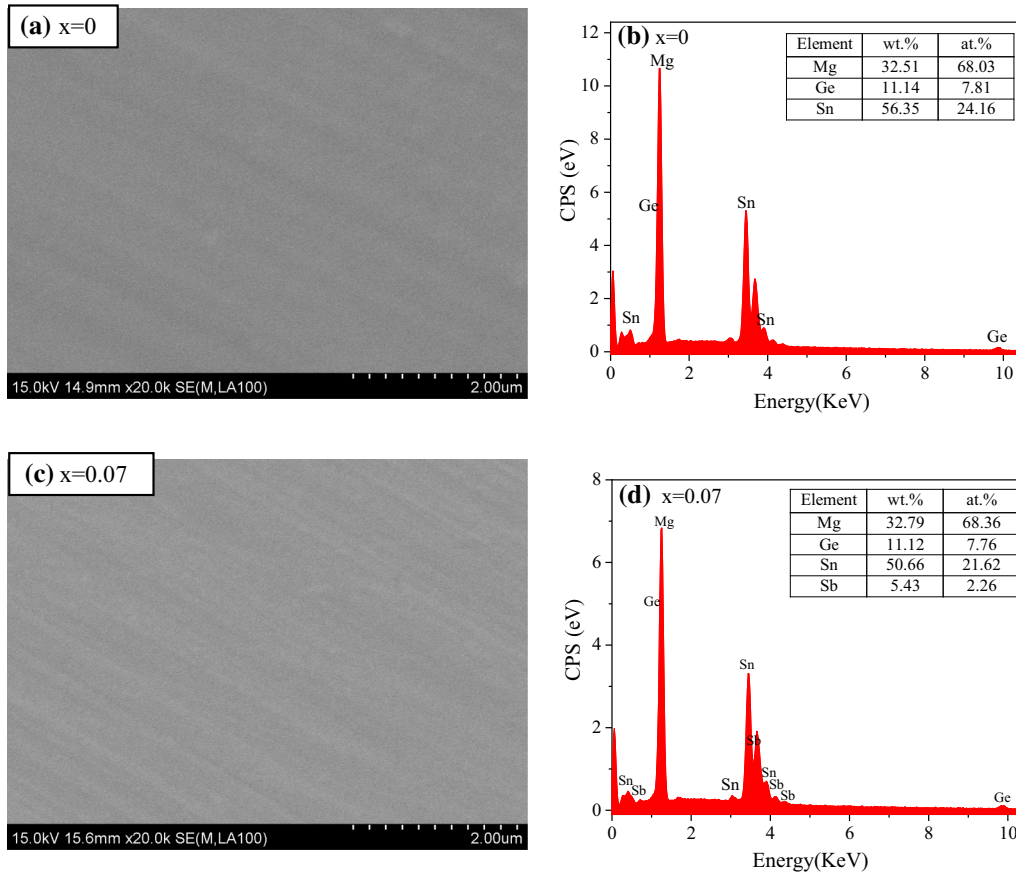 (a) x=0
15.0kV 14.9mm x20.0k SE(M,LA100) 2.00um
(b) x=0
Element wt.% at.%
Mg 32.51 68.03
Ge 11.14 7.81
Sn 56.35 24.16
Mg
Ge
Sn
Sn
Sn
Ge
12
10
8
6
4
2
0
CPS (eV)
0 2 4 6 8 10
Energy(KeV)
(c) x=0.07
15.0kV 15.6mm x20.0k SE(M,LA100) 2.00um
(d) x=0.07
Element wt.% at.%
Mg 32.79 68.36
Ge 11.12 7.76
Sn 50.66 21.62
Sb 5.43 2.26
Mg
Ge
Sn
Sb
Sn
Sb
Sn
Sn
Sb
Sb
Ge
8
6
4
2
0
CPS (eV)
0 2 4 6 8 10
Energy(KeV)